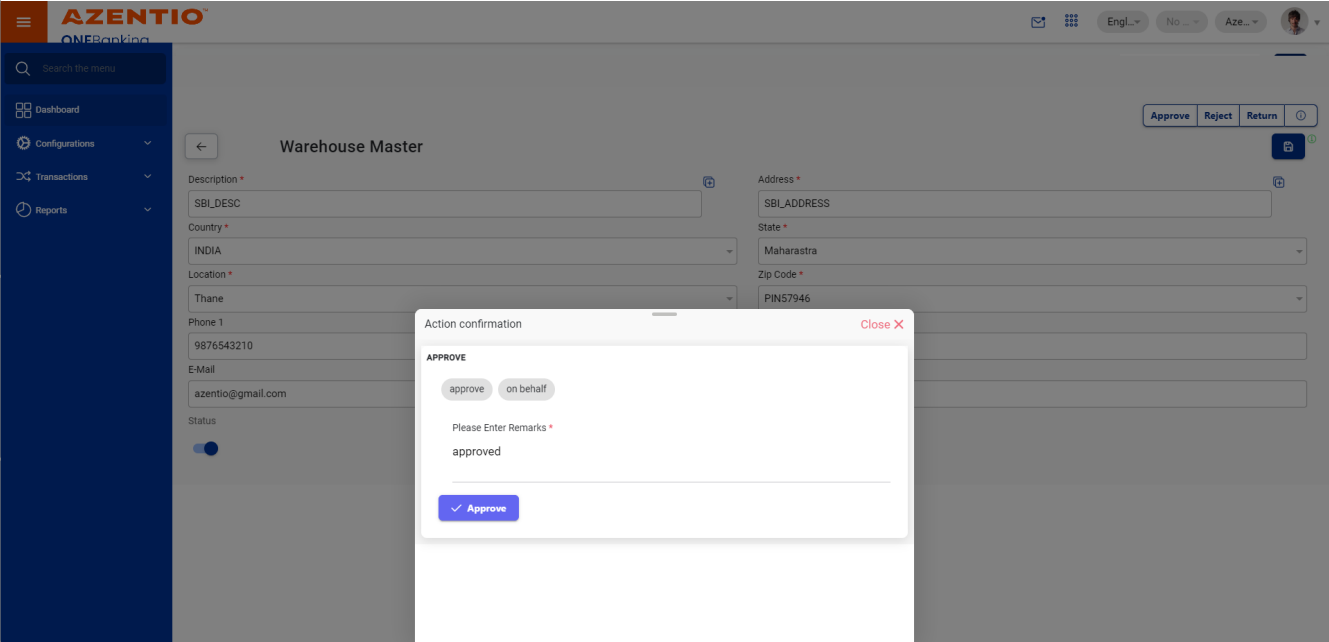 AZENTIO™
ONEBanking
Engl...
No ...
Aze...
Search the menu
Dashboard
Configurations
Transactions
Reports
Approve Reject Return
Warehouse Master
Description * Address *
SBI_DESC SBI_ADDRESS
Country * State *
INDIA Maharastra
Location * Zip Code *
Thane PIN57946
Phone 1
9876543210
E-Mail
azentio@gmail.com
Status
Action confirmation Close
APPROVE
approve on behalf
Please Enter Remarks *
approved
Approve